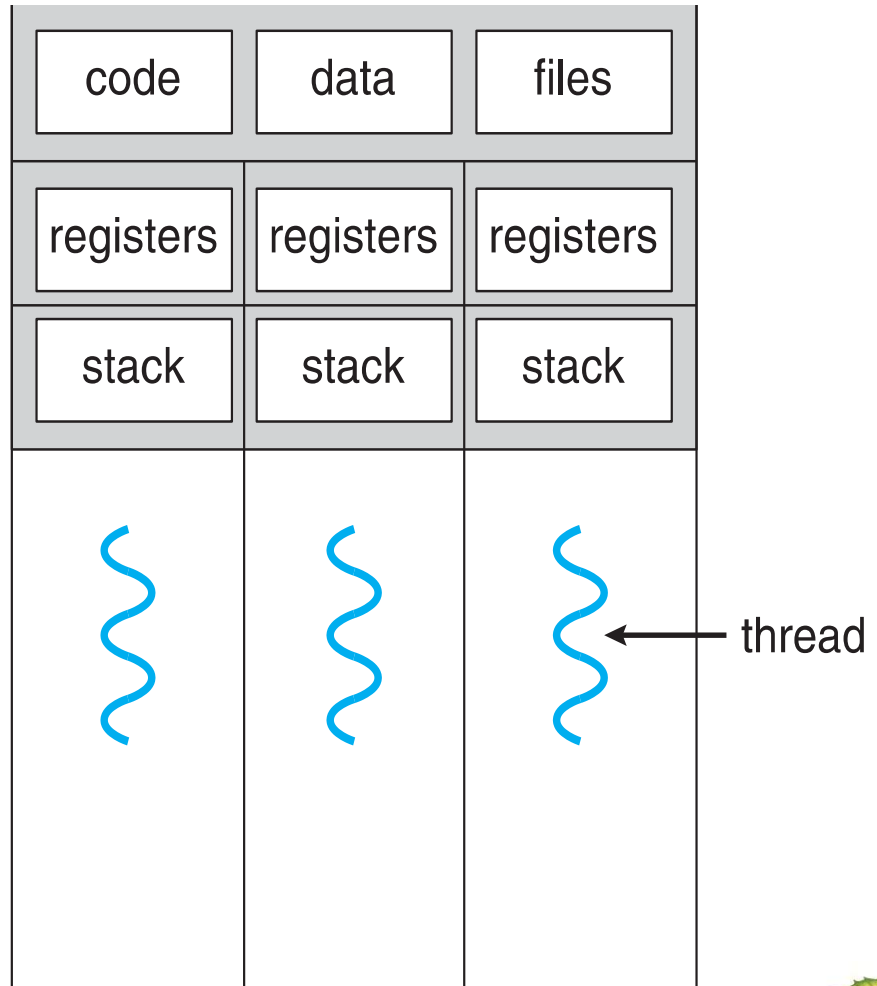 code data files
registers registers registers
stack stack stack
thread